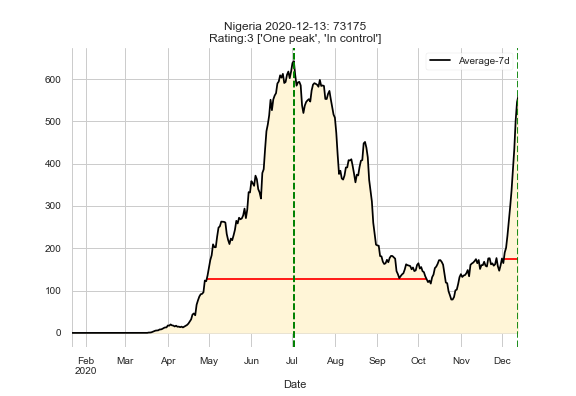 Nigeria 2020-12-13: 73175
Rating:3 ['One peak', 'In control']
Average-7d
600
500
400
300
200
100
0
Feb Mar Apr May Jun Jul Aug Sep Oct Nov Dec
2020
Date